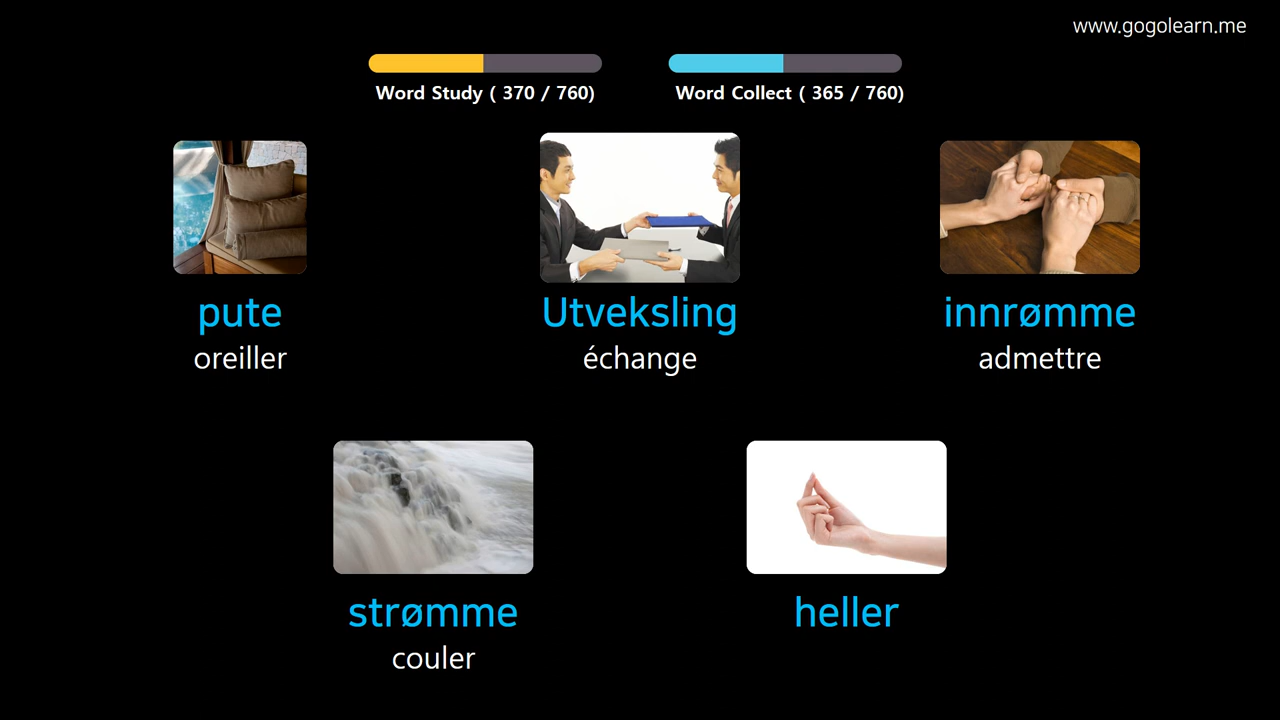 www.gogolearn.me
Word Study ( 370 / 760)
Word Collect ( 365 / 760)
pute
oreiller
Utveksling
échange
innrømme
admettre
strømme
couler
heller